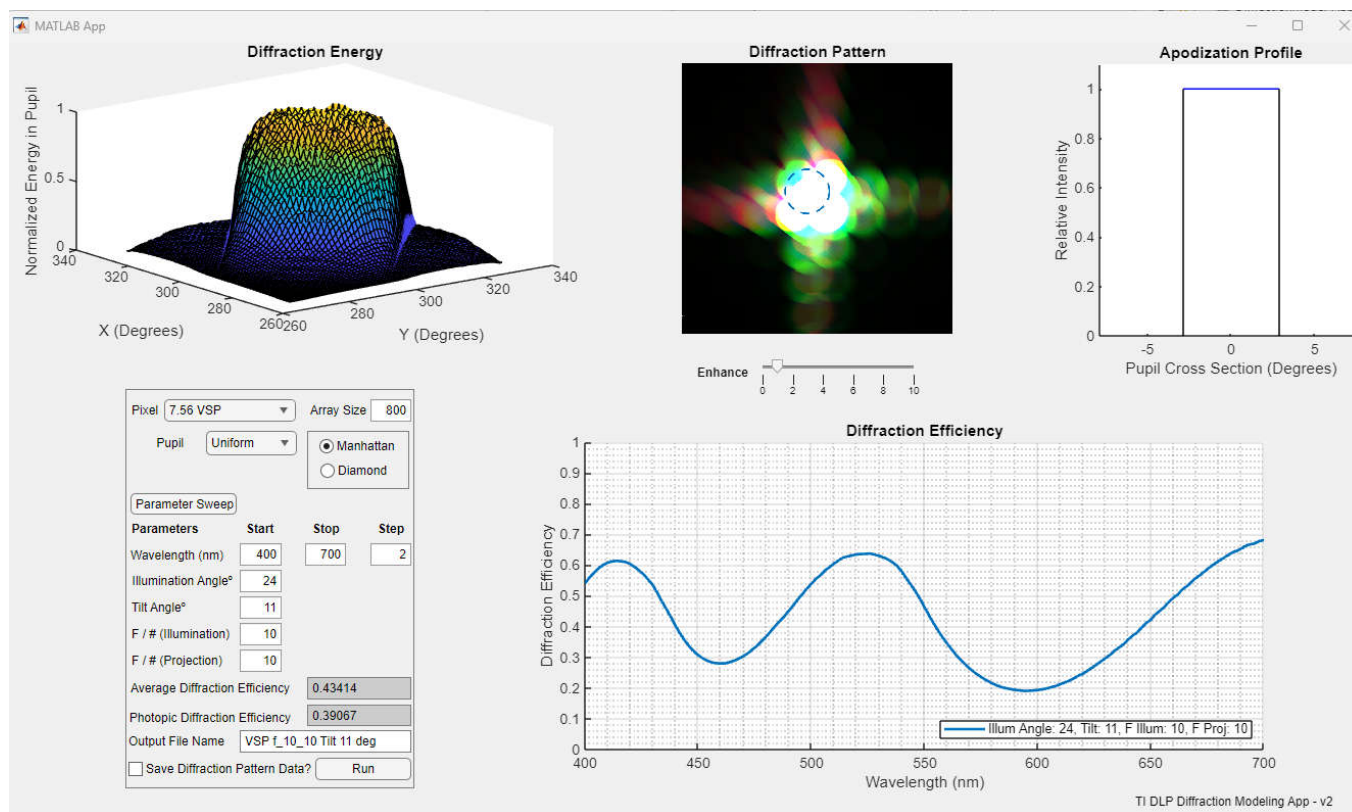 MATLAB App
Diffraction Energy
Normalized Energy in Pupil
1
0.5
0
340
320
300
280
260
260
280
300
320
340
X (Degrees)
Y (Degrees)
Diffraction Pattern
Enhance
0 2 4 6 8 10
Apodization Profile
Relative Intensity
1
0.8
0.6
0.4
0.2
0
-5 0 5
Pupil Cross Section (Degrees)
Pixel 7.56 VSP Array Size 800
Pupil Uniform
Manhattan
Diamond
Parameter Sweep
Parameters Start Stop Step
Wavelength (nm) 400 700 2
Illumination Angle° 24
Tilt Angle° 11
F / # (Illumination) 10
F / # (Projection) 10
Average Diffraction Efficiency 0.43414
Photopic Diffraction Efficiency 0.39067
Output File Name VSP f_10_10 Tilt 11 deg
Save Diffraction Pattern Data? Run
Diffraction Efficiency
Diffraction Efficiency
1
0.9
0.8
0.7
0.6
0.5
0.4
0.3
0.2
0.1
0
Illum Angle: 24, Tilt: 11, F Illum: 10, F Proj: 10
400 450 500 550 600 650 700
Wavelength (nm)
TI DLP Diffraction Modeling App - v2